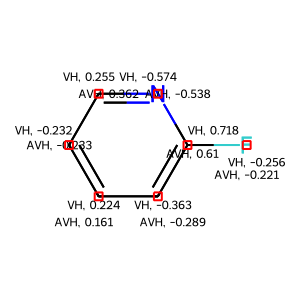 VH, 0.255 VH, -0.574
AVH, 0.362 AVH, -0.538
N
VH, -0.232 VH, 0.718
AVH, -0.233 AVH, 0.61
F
VH, -0.256
AVH, -0.221
VH, 0.224 VH, -0.363
AVH, 0.161 AVH, -0.289